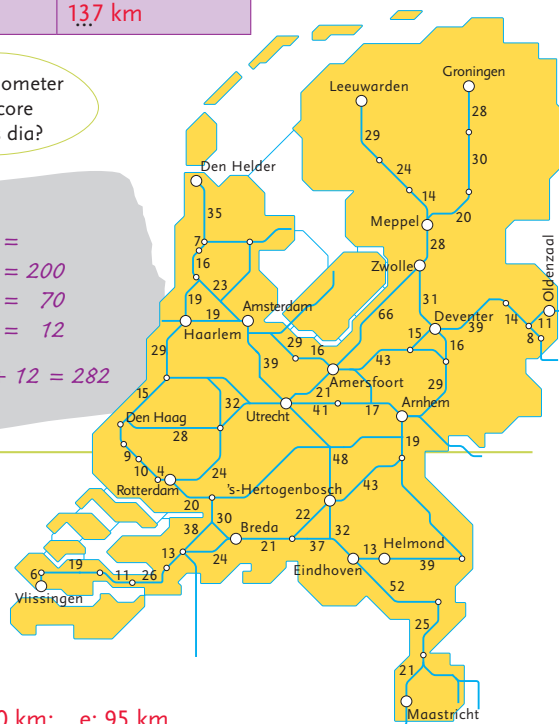 137 km
ometer
core
dia?
=
= 200
= 70
= 12
- 12 = 282
Groningen
Leeuwarden
28
29
30
24
14
20
Den Helder
35
Meppel
28
7
Zwolle
16
23
19
19
Amsterdam
31
Oldenzaal
66
Deventer
39
14
11
8
Haarlem
29
39
29
16
15
16
43
29
Amersfoort
21
15
32
Utrecht
41
17
Arnhem
Den Haag
28
19
9
10
4
24
48
43
Rotterdam
's-Hertogenbosch
20
30
22
38
Breda
32
13
24
21
37
13
Helmond
39
Eindhoven
19
11
26
6
Vlissingen
52
25
21
Maastricht
0 km; e: 95 km